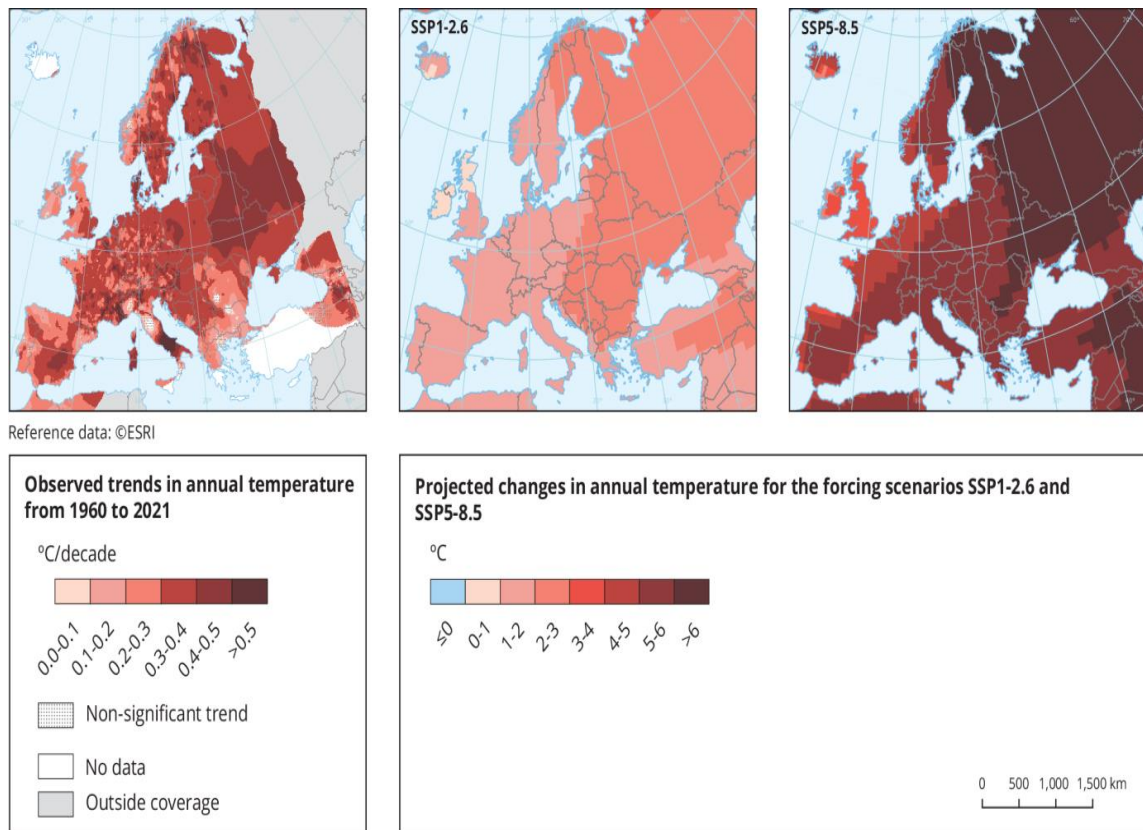 SSP1-2.6
SSP5-8.5
Reference data: ©ESRI
Observed trends in annual temperature
from 1960 to 2021
ºC/decade
0.0-0.1
0.1-0.2
0.2-0.3
0.3-0.4
0.4-0.5
>0.5
Non-significant trend
No data
Outside coverage
Projected changes in annual temperature for the forcing scenarios SSP1-2.6 and
SSP5-8.5
ºC
≤0
0-1
1-2
2-3
3-4
4-5
5-6
>6
0 500 1,000 1,500 km